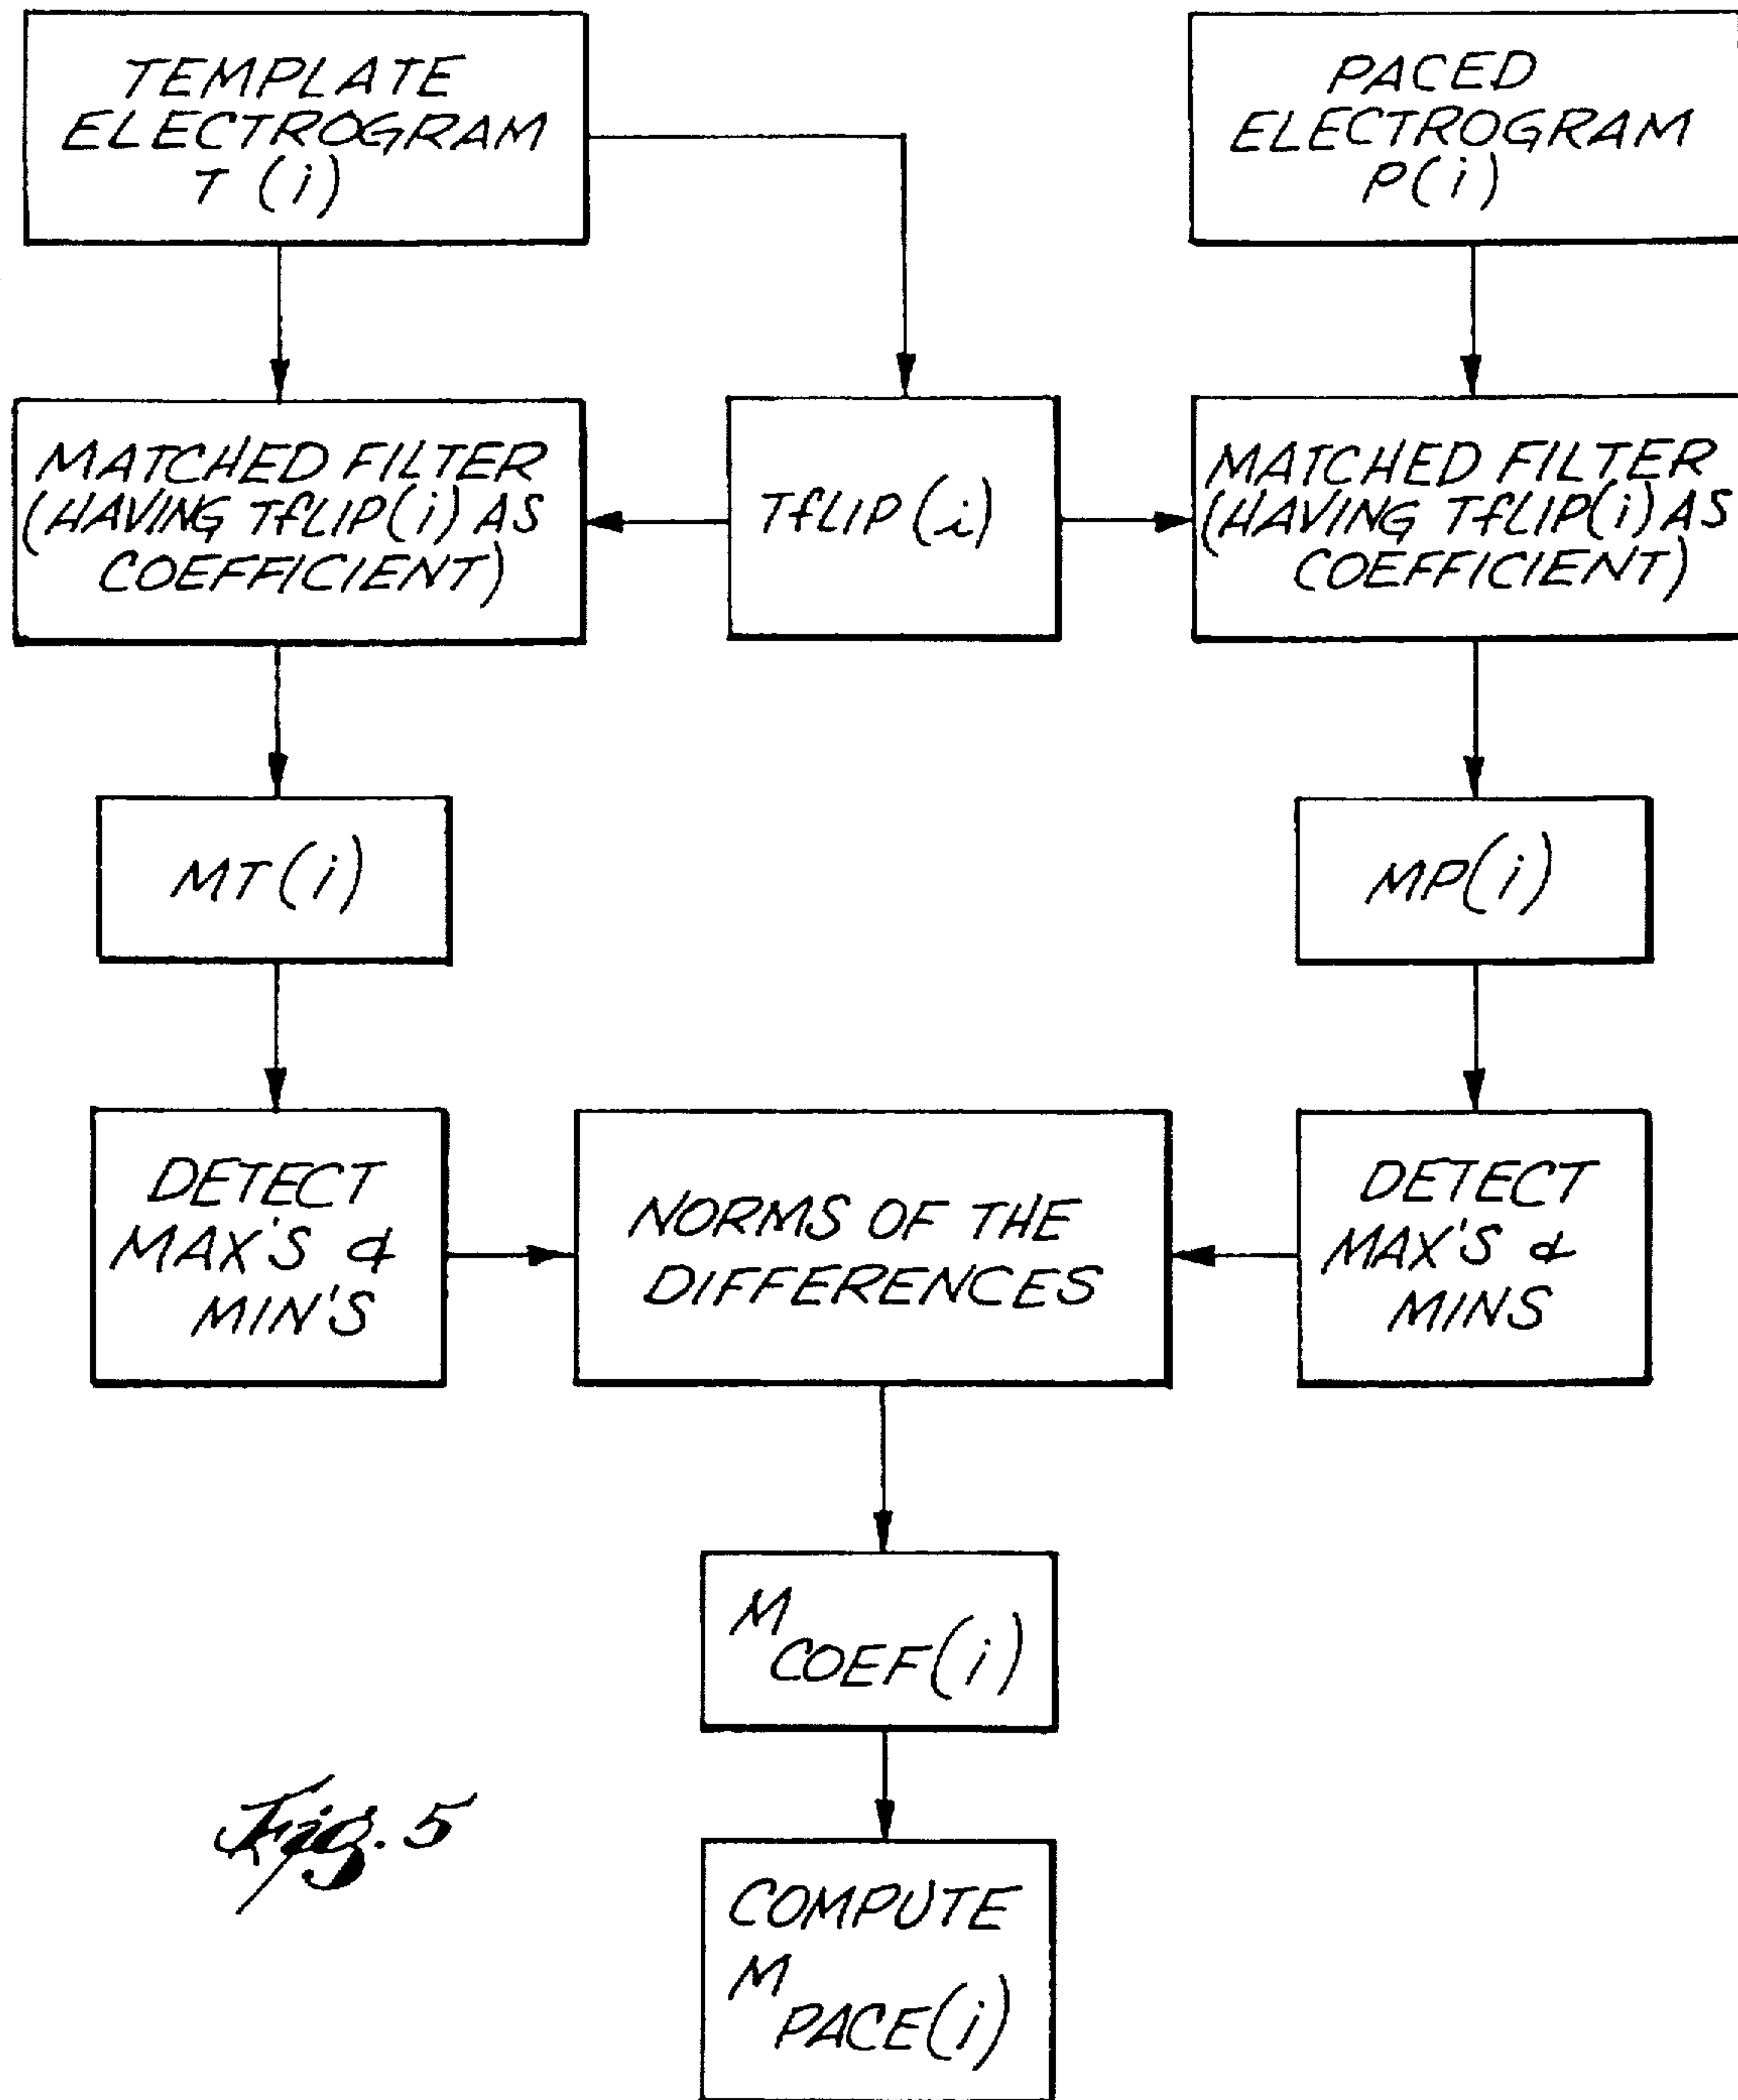 TEMPLATE
ELECTROGRAM
T (i)
PACED
ELECTROGRAM
P(i)
MATCHED FILTER
(HAVING TfLIP(i) AS
COEFFICIENT)
TfLIP (i)
MATCHED FILTER
(HAVING TfLIP(i) AS
COEFFICIENT)
MT(i)
MP(i)
DETECT
MAX'S &
MIN'S
NORMS OF THE
DIFFERENCES
DETECT
MAX'S &
MINS
M
COEF(i)
COMPUTE
M
PACE(i)
Fig. 5